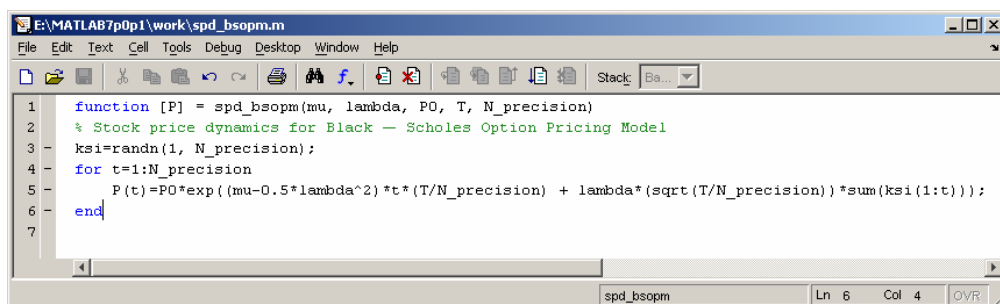 E:\MATLAB7p0p1\work\spd_bsopm.m
File Edit Text Cell Tools Debug Desktop Window Help
Stack: Ba...
1 function [P] = spd_bsopm(mu, lambda, P0, T, N_precision)
2 % Stock price dynamics for Black — Scholes Option Pricing Model
3 - ksi=randn(1, N_precision);
4 - for t=1:N_precision
5 - P(t)=P0*exp((mu-0.5*lambda^2)*t*(T/N_precision) + lambda*(sqrt(T/N_precision))*sum(ksi(1:t)));
6 - end
7
spd_bsopm Ln 6 Col 4 OVR